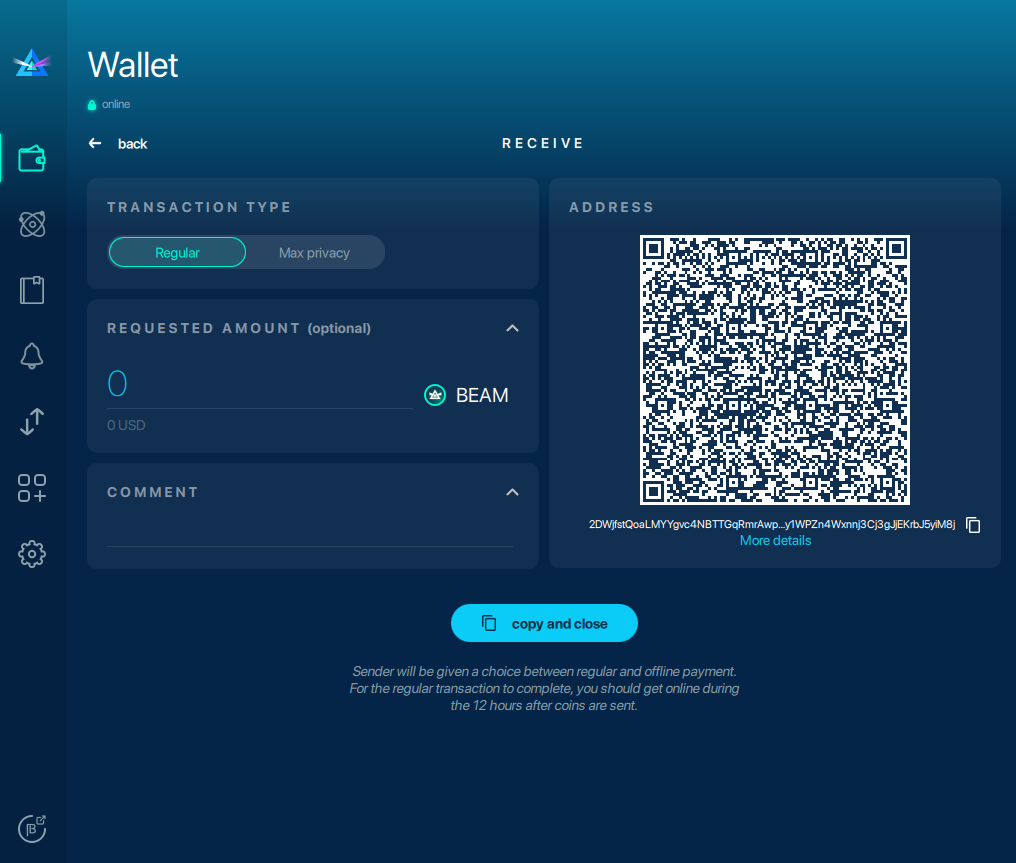 Wallet
online
back
RECEIVE
TRANSACTION TYPE
Regular
Max privacy
REQUESTED AMOUNT (optional)
0
BEAM
0 USD
COMMENT
ADDRESS
2DWjfstQoaLMYYgvc4NBTTGqRmrAwp...y1WPZn4Wxnnj3Cj3gJjEKrbJ5yiM8j
More details
copy and close
Sender will be given a choice between regular and offline payment.
For the regular transaction to complete, you should get online during
the 12 hours after coins are sent.